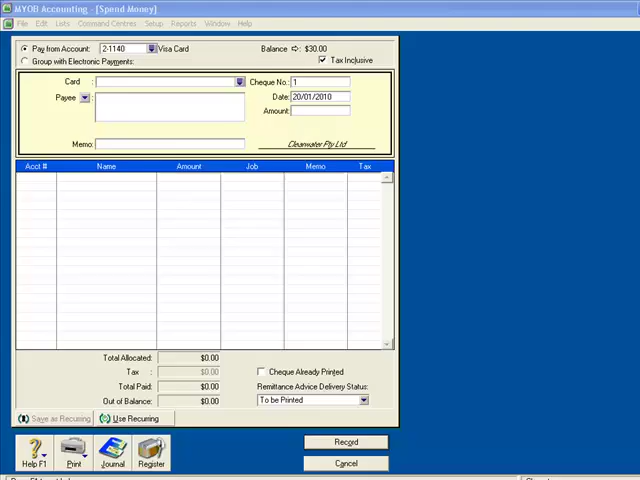 MYOB Accounting - [Spend Money]
File Edit Lists Command Centres Setup Reports Window Help
Pay from Account: 2-1140 Visa Card Balance $30.00
Group with Electronic Payments: Tax Inclusive
Card : Cheque No.: 1
Payee : Date: 20/01/2010
Amount:
Memo: Clearwater Pty Ltd
Acct # Name Amount Job Memo Tax
Total Allocated: $0.00
Tax : $0.00 Cheque Already Printed
Total Paid: $0.00 Remittance Advice Delivery Status:
Out of Balance: $0.00 To be Printed
Save as Recurring Use Recurring
Help F1 Print Journal Register
Record
Cancel